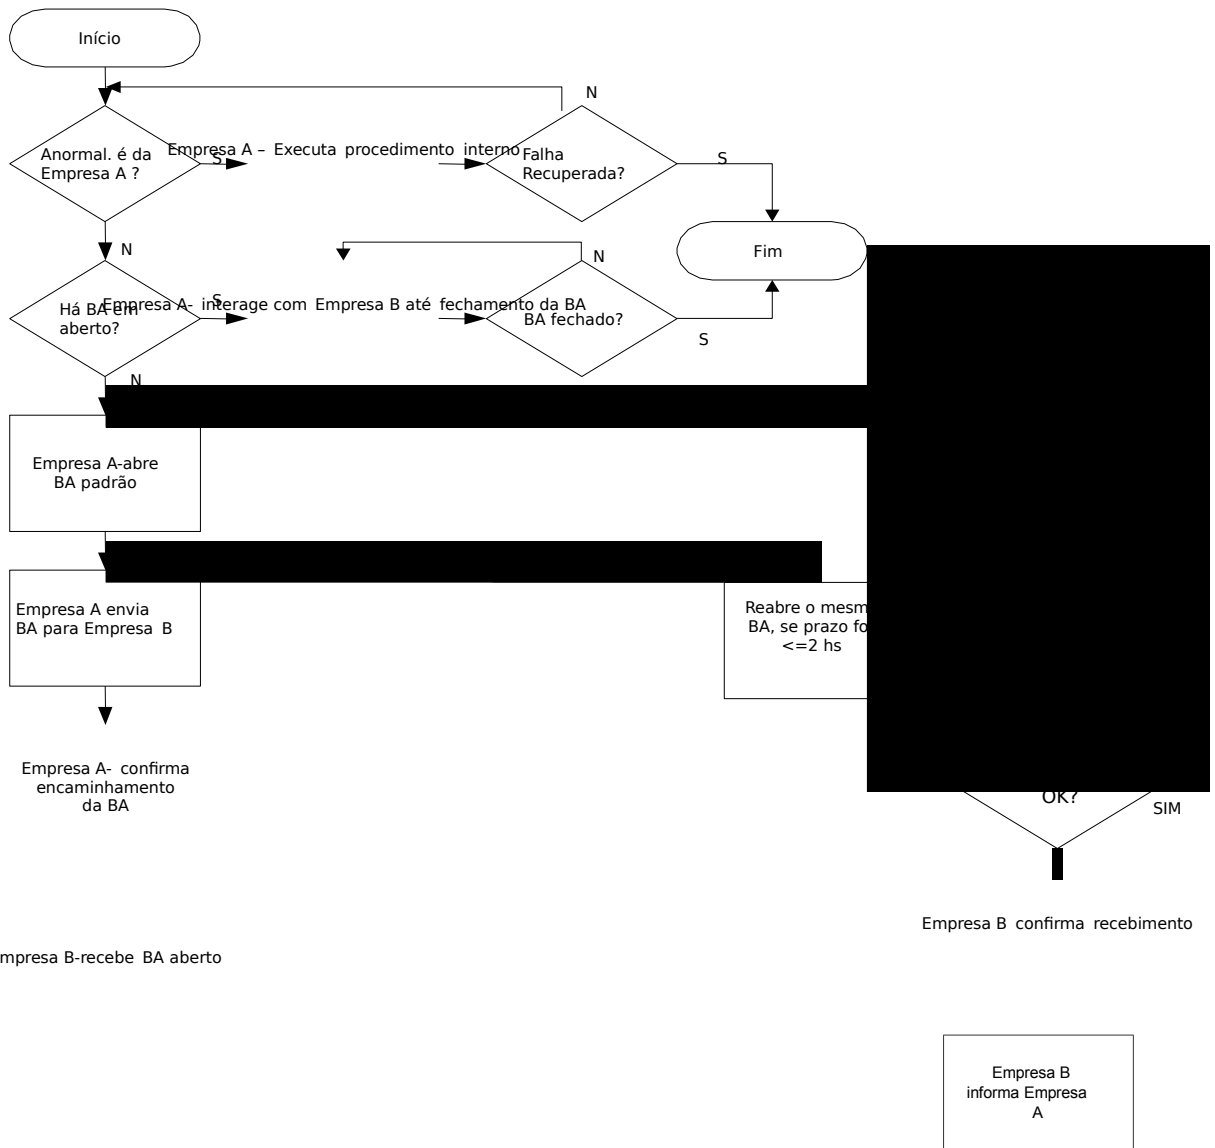 Início
N
Anormal. é da
Empresa A ?
S
Empresa A – Executa procedimento interno
Falha
Recuperada?
S
N
Fim
N
Há BA em
aberto?
S
Empresa A- interage com Empresa B até fechamento da BA
BA fechado?
S
N
Empresa A-abre
BA padrão
Empresa A envia
BA para Empresa B
Reabre o mesm
BA, se prazo fo
<=2 hs
Empresa A- confirma
encaminhamento
da BA
OK?
SIM
Empresa B confirma recebimento
mpresa B-recebe BA aberto
Empresa B
informa Empresa
A